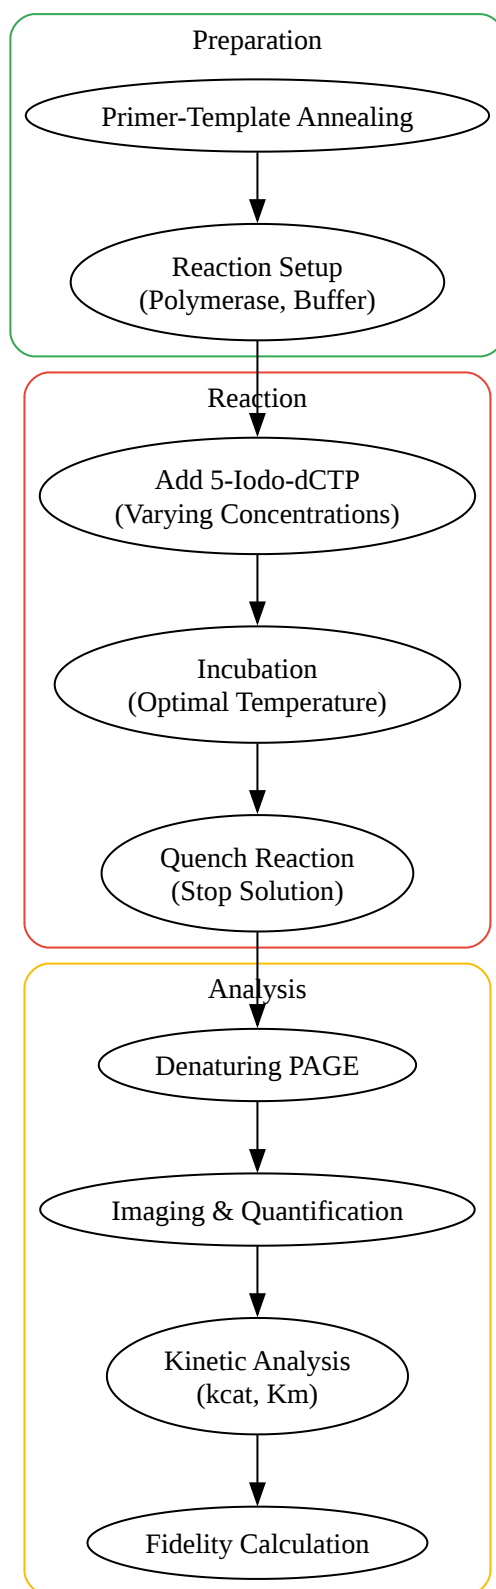 Preparation
Primer-Template Annealing
Reaction Setup
(Polymerase, Buffer)
Reaction
Add 5-Iodo-dCTP
(Varying Concentrations)
Incubation
(Optimal Temperature)
Quench Reaction
(Stop Solution)
Analysis
Denaturing PAGE
Imaging & Quantification
Kinetic Analysis
(kcat, Km)
Fidelity Calculation